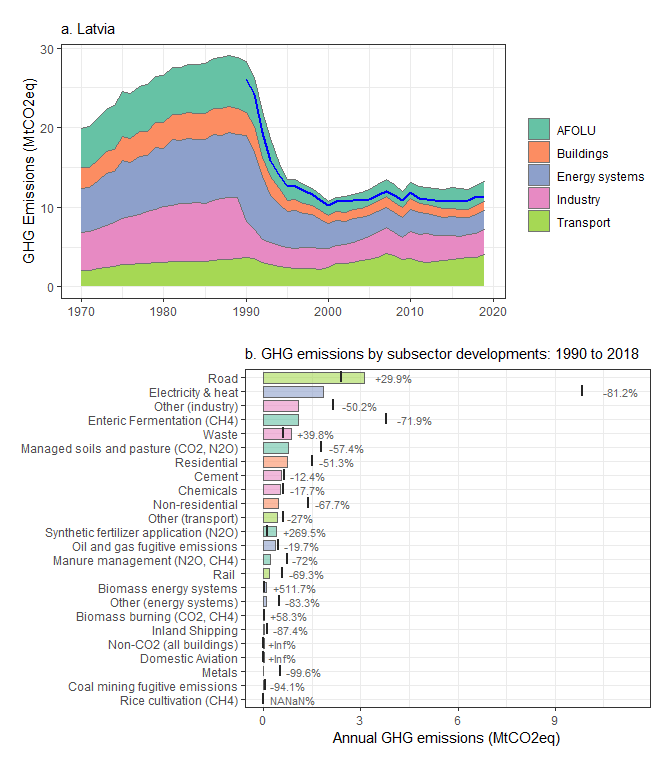 a. Latvia
GHG Emissions (MtCO2eq)
30
20
10
0
1970
1980
1990
2000
2010
2020
AFOLU
Buildings
Energy systems
Industry
Transport
b. GHG emissions by subsector developments: 1990 to 2018
Road +29.9%
Electricity & heat -81.2%
Other (industry) -50.2%
Enteric Fermentation (CH4) -71.9%
Waste +39.8%
Managed soils and pasture (CO2, N2O) -57.4%
Residential -51.3%
Cement -12.4%
Chemicals -17.7%
Non-residential -67.7%
Other (transport) -27%
Synthetic fertilizer application (N2O) +269.5%
Oil and gas fugitive emissions -19.7%
Manure management (N2O, CH4) -72%
Rail -69.3%
Biomass energy systems +511.7%
Other (energy systems) -83.3%
Biomass burning (CO2, CH4) +58.3%
Inland Shipping -87.4%
Non-CO2 (all buildings) +Inf%
Domestic Aviation +Inf%
Metals -99.6%
Coal mining fugitive emissions -94.1%
Rice cultivation (CH4) NANaN%
0
3
6
9
Annual GHG emissions (MtCO2eq)